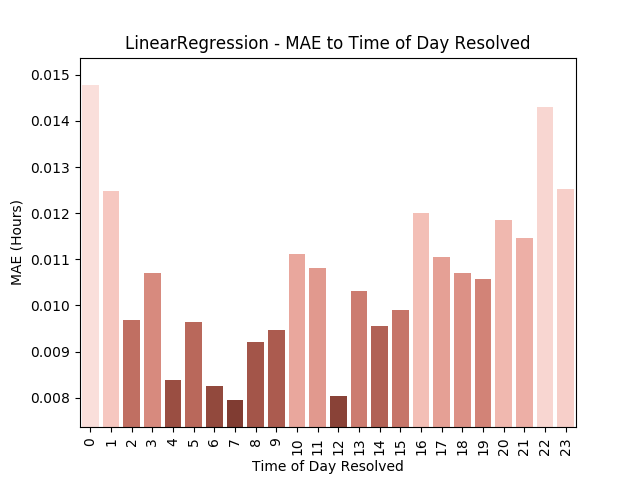 LinearRegression - MAE to Time of Day Resolved
0.015
0.014
0.013
0.012
0.011
0.010
0.009
0.008
MAE (Hours)
0 1 2 3 4 5 6 7 8 9 10 11 12 13 14 15 16 17 18 19 20 21 22 23
Time of Day Resolved